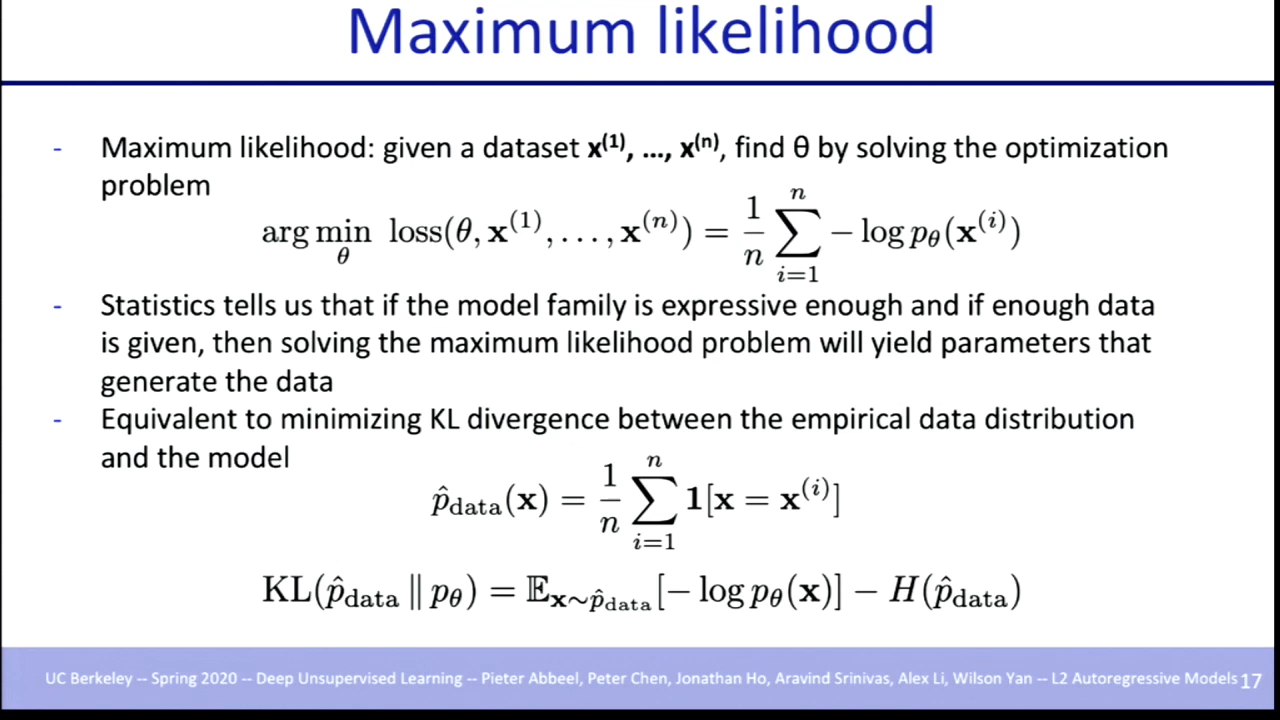 Maximum likelihood
- Maximum likelihood: given a dataset x⁽¹⁾, ..., x⁽ⁿ⁾, find θ by solving the optimization
problem
arg min_θ loss(θ, x⁽¹⁾, . . . , x⁽ⁿ⁾) = 1/n ∑_{i=1}^{n} − log p_θ(x⁽ⁱ⁾)
- Statistics tells us that if the model family is expressive enough and if enough data
is given, then solving the maximum likelihood problem will yield parameters that
generate the data
- Equivalent to minimizing KL divergence between the empirical data distribution
and the model
p̂_data(x) = 1/n ∑_{i=1}^{n} 1[x = x⁽ⁱ⁾]
KL(p̂_data ∥ p_θ) = 𝔼_{x∼p̂_data}[− log p_θ(x)] − H(p̂_data)
UC Berkeley -- Spring 2020 -- Deep Unsupervised Learning -- Pieter Abbeel, Peter Chen, Jonathan Ho, Aravind Srinivas, Alex Li, Wilson Yan -- L2 Autoregressive Models 17